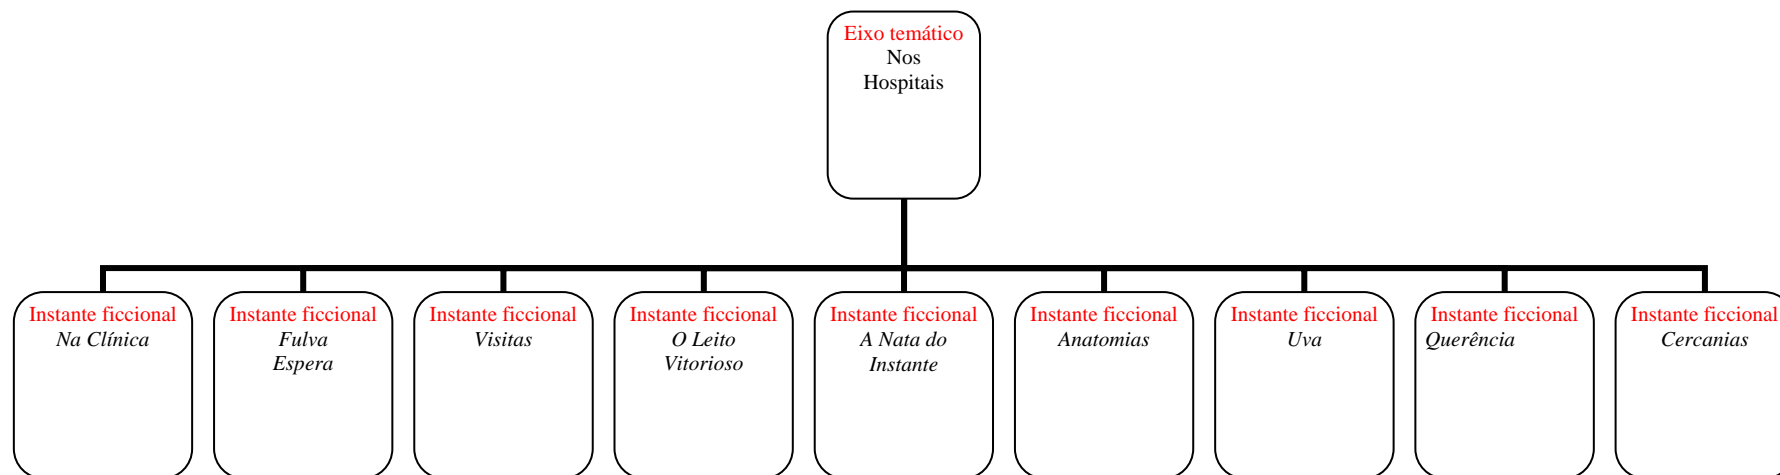 Eixo temático
Nos
Hospitais
Instante ficcional
Na Clínica
Instante ficcional
Fulva
Espera
Instante ficcional
Visitas
Instante ficcional
O Leito
Vitorioso
Instante ficcional
A Nata do
Instante
Instante ficcional
Anatomias
Instante ficcional
Uva
Instante ficcional
Querência
Instante ficcional
Cercanias